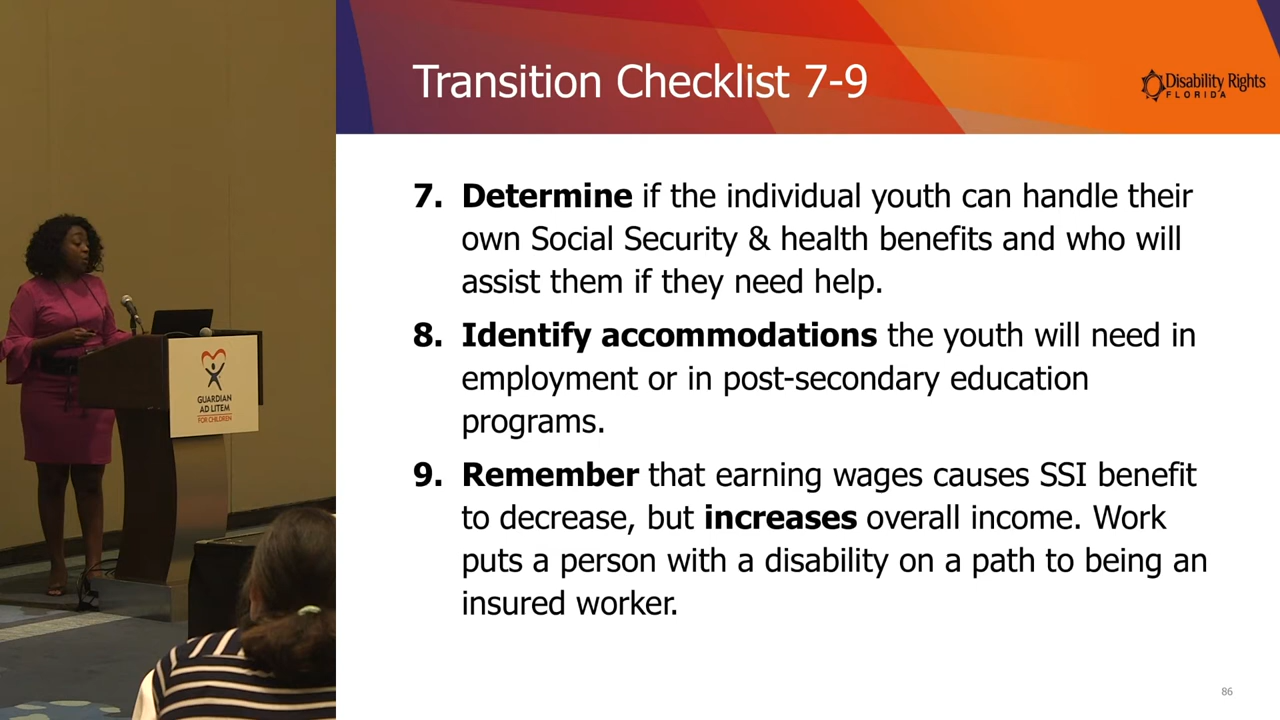 Transition Checklist 7-9
Disability Rights
FLORIDA
7. Determine if the individual youth can handle their
own Social Security & health benefits and who will
assist them if they need help.
8. Identify accommodations the youth will need in
employment or in post-secondary education
programs.
9. Remember that earning wages causes SSI benefit
to decrease, but increases overall income. Work
puts a person with a disability on a path to being an
insured worker.
GUARDIAN
AD LITEM
FOR CHILDREN
86